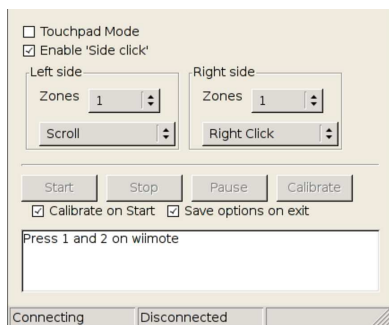 Touchpad Mode
Enable 'Side click'
Left side Right side
Zones 1 Zones 1
Scroll Right Click
Start Stop Pause Calibrate
Calibrate on Start Save options on exit
Press 1 and 2 on wiimote
Connecting Disconnected